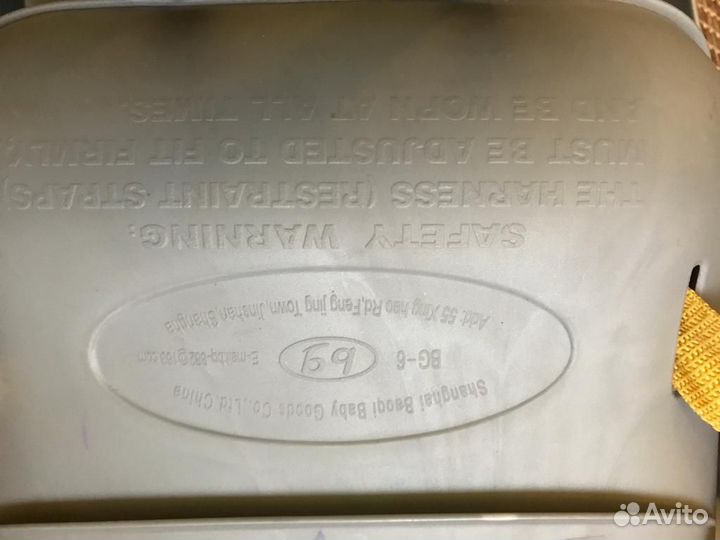 SAFETY WARNING.
THE HARNESS (RESTRAINT STRAPS)
MUST BE ADJUSTED TO FIT FIRMLY,
AND BE WORN AT ALL TIMES.
Shanghai Baoqi Baby Goods Co.,Ltd.China
BG-6 bq E-mail:bq-882@163.com
Add: 55 Xing hao Rd,Feng jing Town,Jinshan,Shanghai
Avito